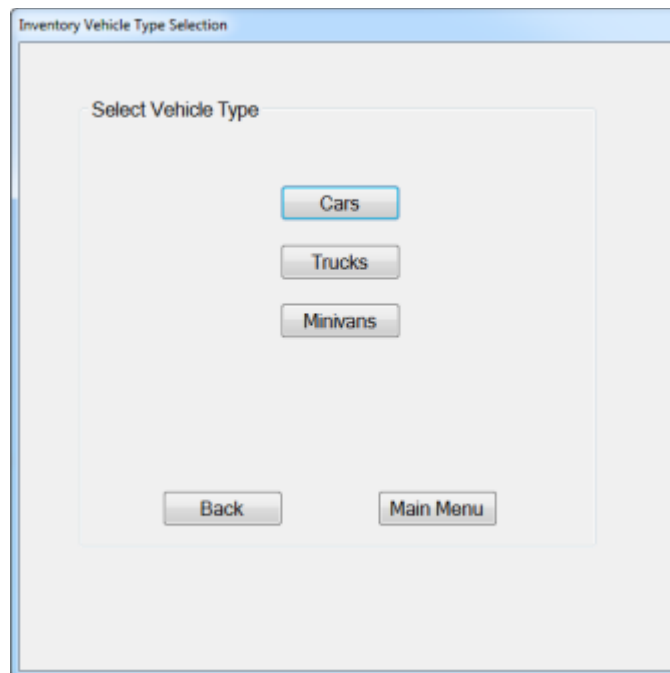 Inventory Vehicle Type Selection
Select Vehicle Type
Cars
Trucks
Minivans
Back Main Menu